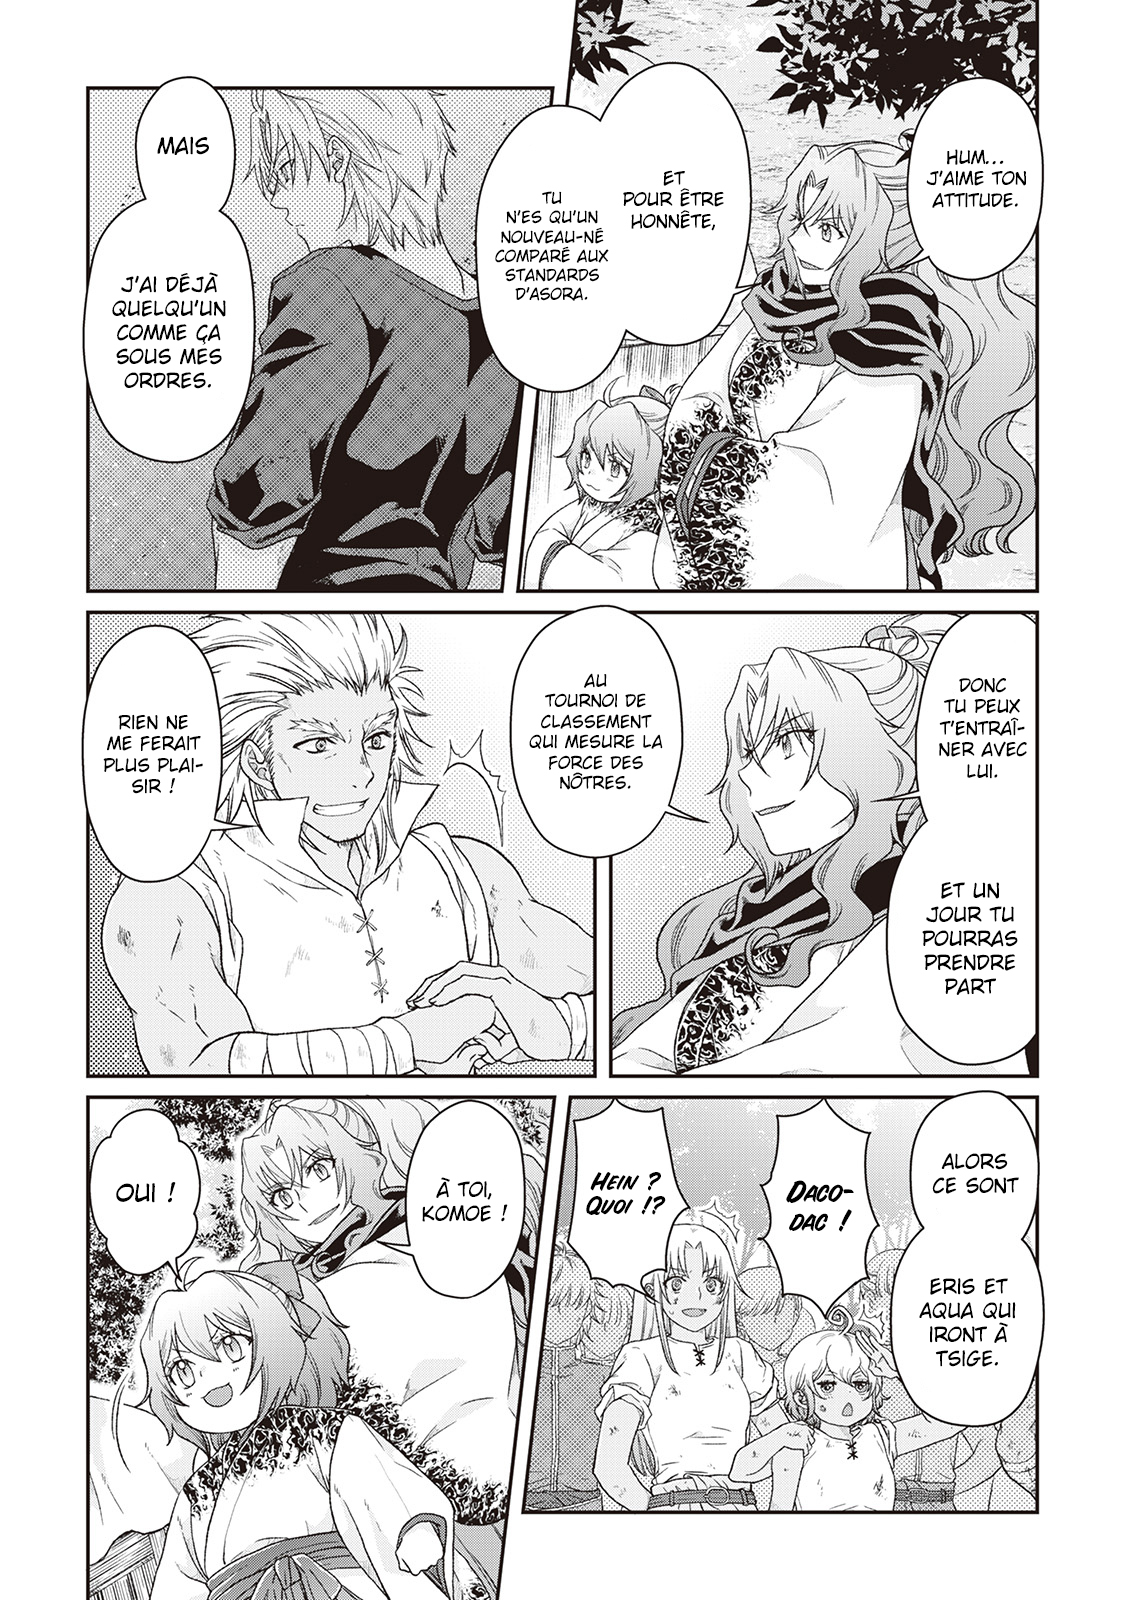 HUM...
J'AIME TON
ATTITUDE.
ET
POUR ÊTRE
HONNÊTE,
TU
N'ES QU'UN
NOUVEAU-NÉ
COMPARÉ AUX
STANDARDS
D'ASORA.
MAIS
J'AI DÉJÀ
QUELQU'UN
COMME ÇA
SOUS MES
ORDRES.
DONC
TU PEUX
T'ENTRAÎ-
NER AVEC
LUI.
ET UN
JOUR TU
POURRAS
PRENDRE
PART
AU
TOURNOI DE
CLASSEMENT
QUI MESURE LA
FORCE DES
NÔTRES.
RIEN NE
ME FERAIT
PLUS PLAI-
SIR !
ALORS
CE SONT
ERIS ET
AQUA QUI
IRONT À
TSIGE.
DACO-
DAC !
HEIN ?
QUOI !?
À TOI,
KOMOE !
OUI !